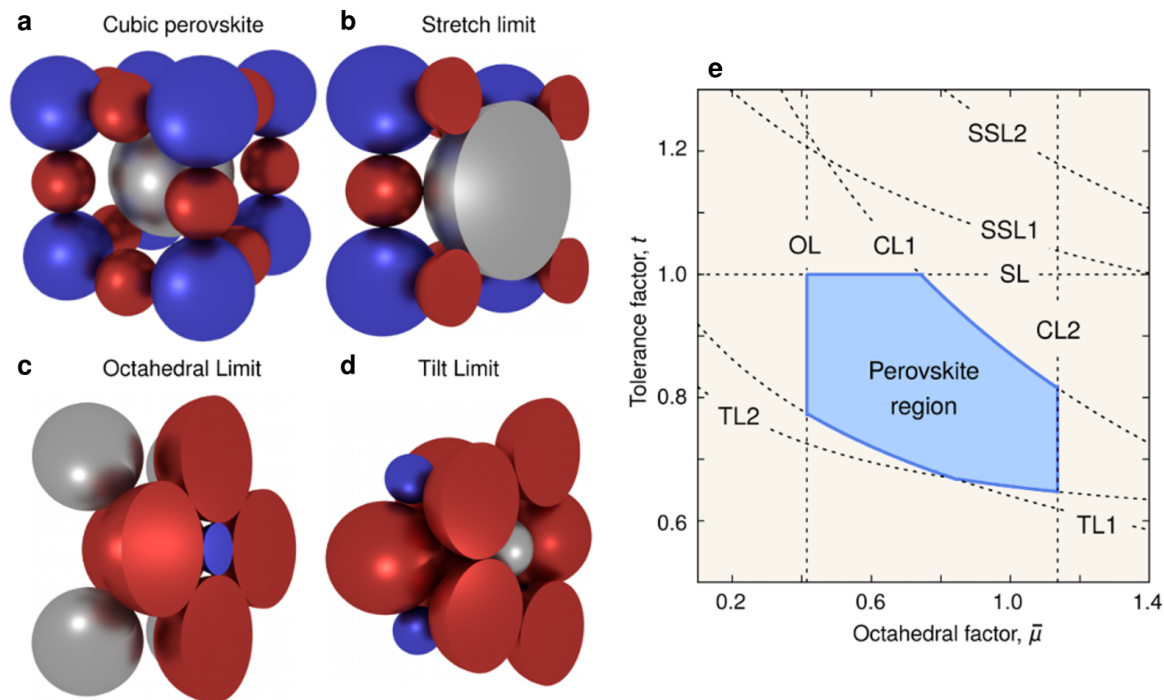 a Cubic perovskite
b Stretch limit
c Octahedral Limit
d Tilt Limit
e
Tolerance factor, t
1.2
1.0
0.8
0.6
SSL2
SSL1
OL
CL1
SL
CL2
Perovskite
region
TL2
TL1
0.2
0.6
1.0
1.4
Octahedral factor, μ̄